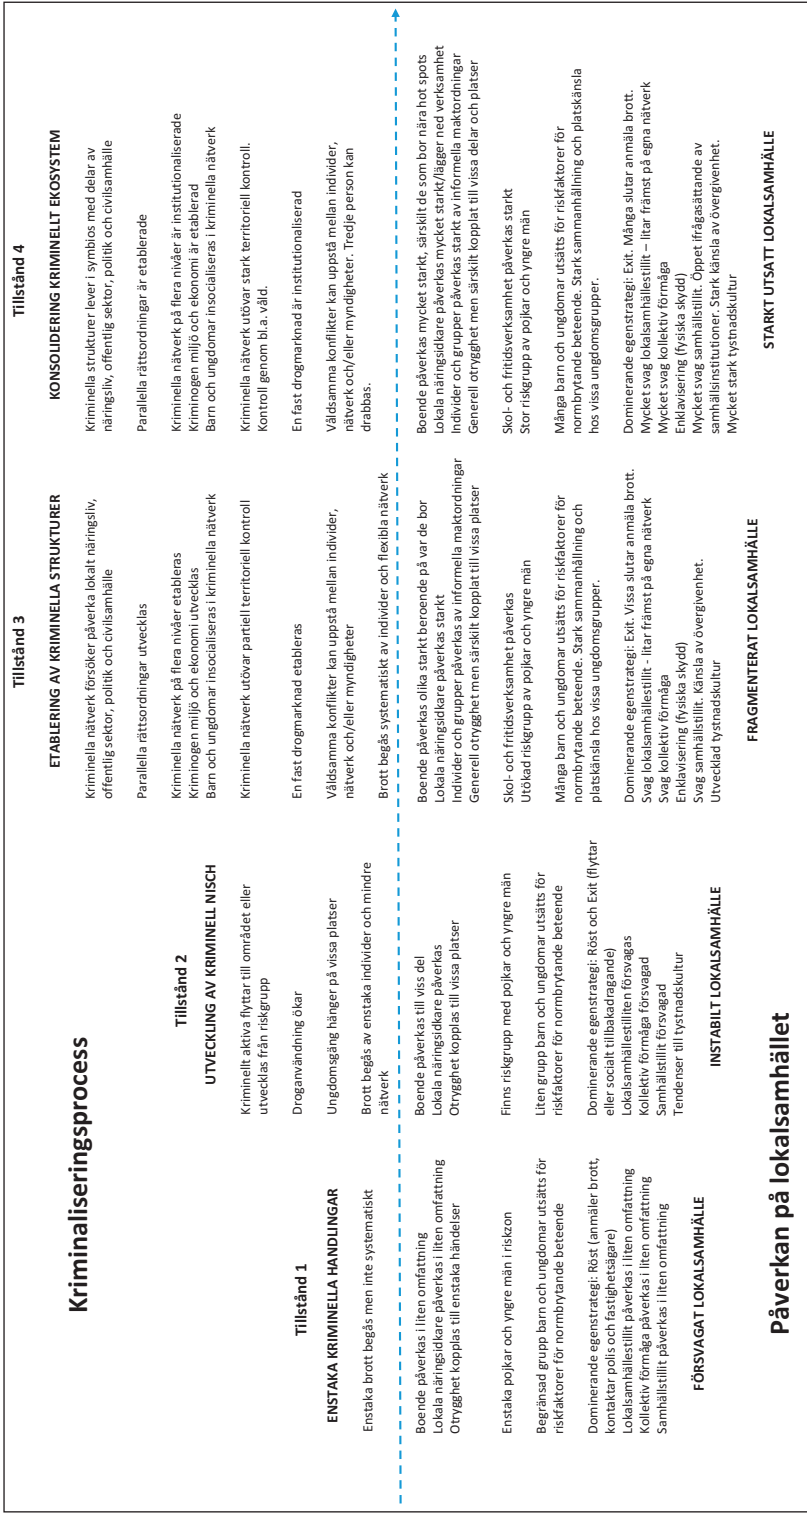 Kriminaliseringsprocess
Tillstånd 1
ENSTAKA KRIMINELLA HANDLINGAR
Enstaka brott begås men inte systematiskt
Boende påverkas i liten omfattning
Lokala näringsidkare påverkas i liten omfattning
Otrygghet kopplas till enstaka händelser
Enstaka pojkar och yngre män i riskzon
Begränsad grupp barn och ungdomar utsätts för
riskfaktorer för normbrytande beteende
Dominerande egenstrategi: Röst (anmäler brott,
kontaktar polis och fastighetsägare)
Lokalsamhällestillit påverkas i liten omfattning
Kollektiv förmåga påverkas i liten omfattning
Samhällstillit påverkas i liten omfattning
FÖRSVAGAT LOKALSAMHÄLLE
Tillstånd 2
UTVECKLING AV KRIMINELL NISCH
Kriminellt aktiva flyttar till området eller
utvecklas från riskgrupp
Droganvändning ökar
Ungdomsgäng hänger på vissa platser
Brott begås av enstaka individer och mindre
nätverk
Boende påverkas till viss del
Lokala näringsidkare påverkas
Otrygghet kopplas till vissa platser
Finns riskgrupp med pojkar och yngre män
Liten grupp barn och ungdomar utsätts för
riskfaktorer för normbrytande beteende
Dominerande egenstrategi: Röst och Exit (flyttar
eller socialt tillbakadragande)
Lokalsamhällestilliten försvagas
Kollektiv förmåga försvagad
Samhällstillit försvagad
Tendenser till tystnadskultur
INSTABILT LOKALSAMHÄLLE
Tillstånd 3
ETABLERING AV KRIMINELLA STRUKTURER
Kriminella nätverk försöker påverka lokalt näringsliv,
offentlig sektor, politik och civilsamhälle
Parallella rättsordningar utvecklas
Kriminella nätverk på flera nivåer etableras
Kriminogen miljö och ekonomi utvecklas
Barn och ungdomar insocialiseras i kriminella nätverk
Kriminella nätverk utövar partiell territoriell kontroll
En fast drogmarknad etableras
Våldsamma konflikter kan uppstå mellan individer,
nätverk och/eller myndigheter
Brott begås systematiskt av individer och flexibla nätverk
Boende påverkas olika starkt beroende på var de bor
Lokala näringsidkare påverkas starkt
Individer och grupper påverkas av informella maktordningar
Generell otrygghet men särskilt kopplat till vissa platser
Skol- och fritidsverksamhet påverkas
Utökad riskgrupp av pojkar och yngre män
Många barn och ungdomar utsätts för riskfaktorer för
normbrytande beteende. Stark sammanhållning och
platskänsla hos vissa ungdomsgrupper.
Dominerande egenstrategi: Exit. Vissa slutar anmäla brott.
Svag lokalsamhällestillit - litar främst på egna nätverk
Svag kollektiv förmåga
Enklavisering (fysiska skydd)
Svag samhällstillit. Känsla av övergivenhet.
Utvecklad tystnadskultur
FRAGMENTERAT LOKALSAMHÄLLE
Tillstånd 4
KONSOLIDERING KRIMINELLT EKOSYSTEM
Kriminella strukturer lever i symbios med delar av
näringsliv, offentlig sektor, politik och civilsamhälle
Parallella rättsordningar är etablerade
Kriminella nätverk på flera nivåer är institutionaliserade
Kriminogen miljö och ekonomi är etablerad
Barn och ungdomar insocialiseras i kriminella nätverk
Kriminella nätverk utövar stark territoriell kontroll.
Kontroll genom bl.a. våld.
En fast drogmarknad är institutionaliserad
Våldsamma konflikter kan uppstå mellan individer,
nätverk och/eller myndigheter. Tredje person kan
drabbas.
Boende påverkas mycket starkt, särskilt de som bor nära hot spots
Lokala näringsidkare påverkas mycket starkt/lägger ned verksamhet
Individer och grupper påverkas starkt av informella maktordningar
Generell otrygghet men särskilt kopplat till vissa delar och platser
Skol- och fritidsverksamhet påverkas starkt
Stor riskgrupp av pojkar och yngre män
Många barn och ungdomar utsätts för riskfaktorer för
normbrytande beteende. Stark sammanhållning och platskänsla
hos vissa ungdomsgrupper.
Dominerande egenstrategi: Exit. Många slutar anmäla brott.
Mycket svag lokalsamhällestillit – litar främst på egna nätverk
Mycket svag kollektiv förmåga
Enklavisering (fysiska skydd)
Mycket svag samhällstillit. Öppet ifrågasättande av
samhällsinstitutioner. Stark känsla av övergivenhet.
Mycket stark tystnadskultur
STARKT UTSATT LOKALSAMHÄLLE
Påverkan på lokalsamhället